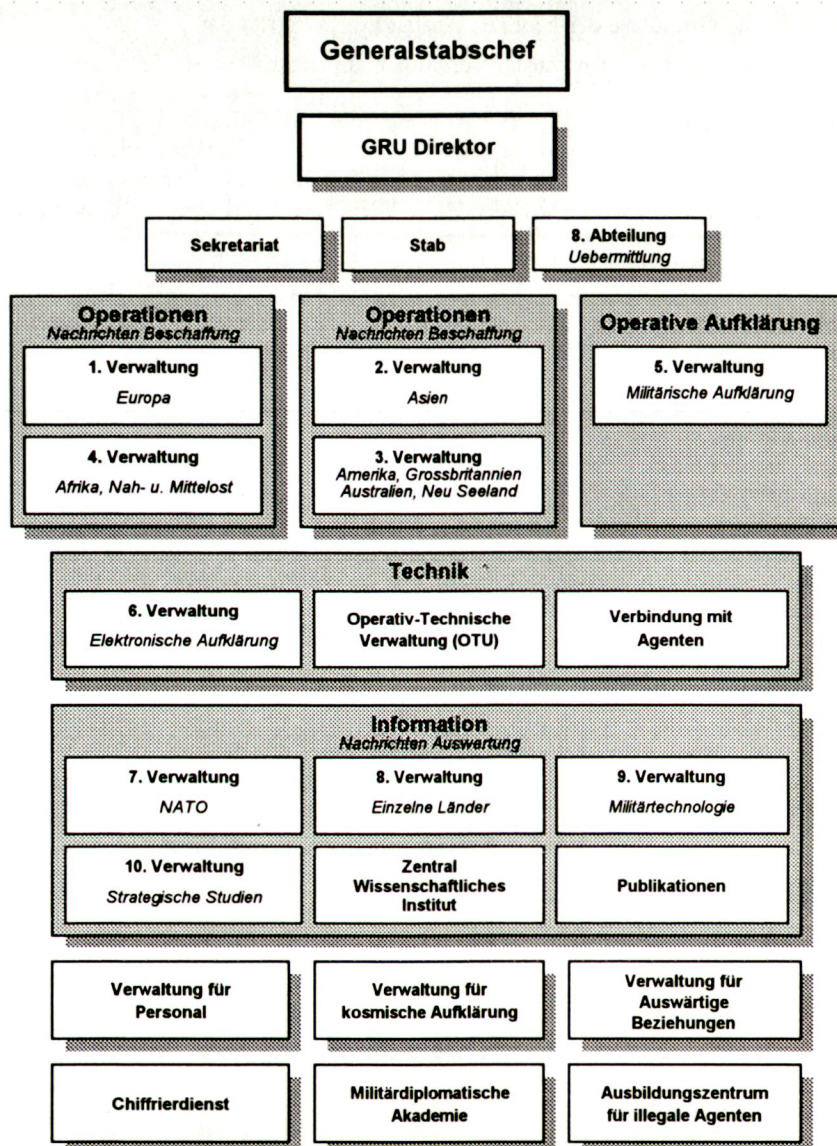 Generalstabschef
GRU Direktor
Sekretariat
Stab
8. Abteilung
Uebermittlung
Operationen
Nachrichten Beschaffung
1. Verwaltung
Europa
4. Verwaltung
Afrika, Nah- u. Mittelost
Operationen
Nachrichten Beschaffung
2. Verwaltung
Asien
3. Verwaltung
Amerika, Grossbritannien
Australien, Neu Seeland
Operative Aufklärung
5. Verwaltung
Militärische Aufklärung
Technik
6. Verwaltung
Elektronische Aufklärung
Operativ-Technische
Verwaltung (OTU)
Verbindung mit
Agenten
Information
Nachrichten Auswertung
7. Verwaltung
NATO
8. Verwaltung
Einzelne Länder
9. Verwaltung
Militärtechnologie
10. Verwaltung
Strategische Studien
Zentral
Wissenschaftliches
Institut
Publikationen
Verwaltung für
Personal
Verwaltung für
kosmische Aufklärung
Verwaltung für
Auswärtige
Beziehungen
Chiffrierdienst
Militärdiplomatische
Akademie
Ausbildungszentrum
für illegale Agenten